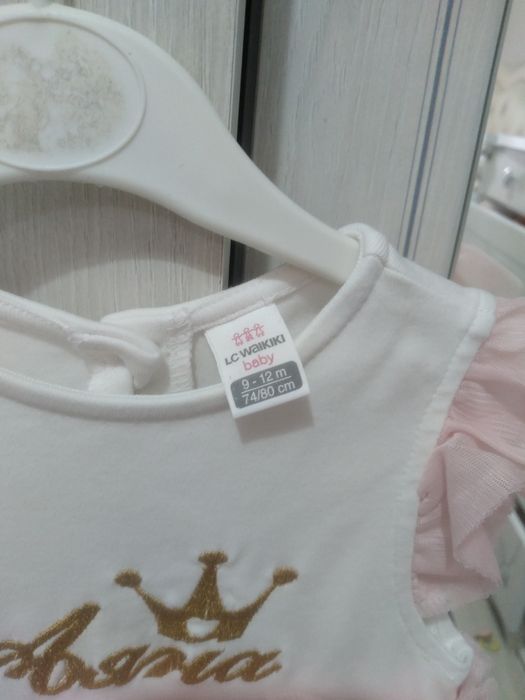 LC WAIKIKI
baby
9 - 12 m
74/80 cm